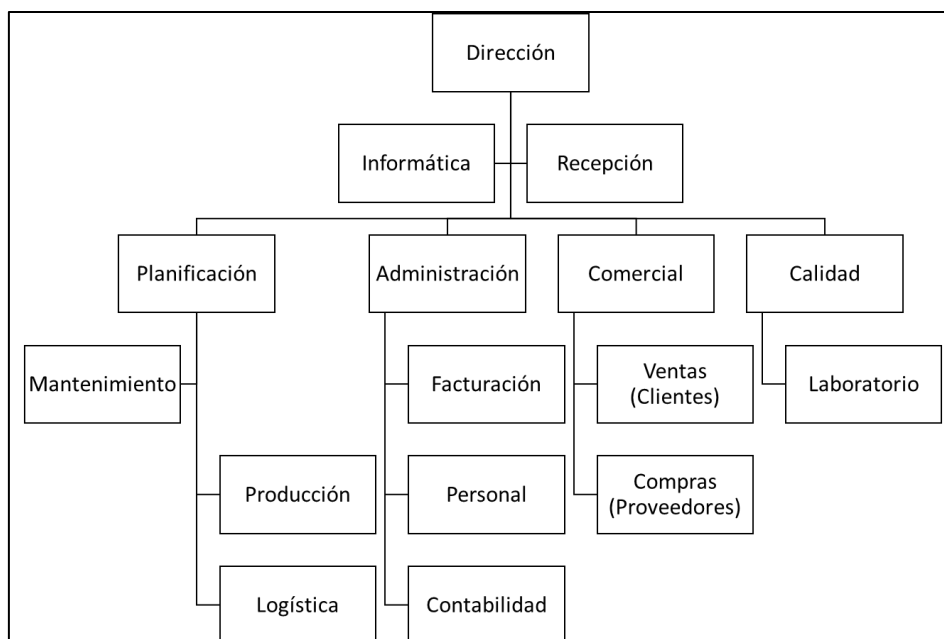 Dirección
Informática
Recepción
Planificación
Administración
Comercial
Calidad
Mantenimiento
Facturación
Ventas
(Clientes)
Laboratorio
Producción
Personal
Compras
(Proveedores)
Logística
Contabilidad